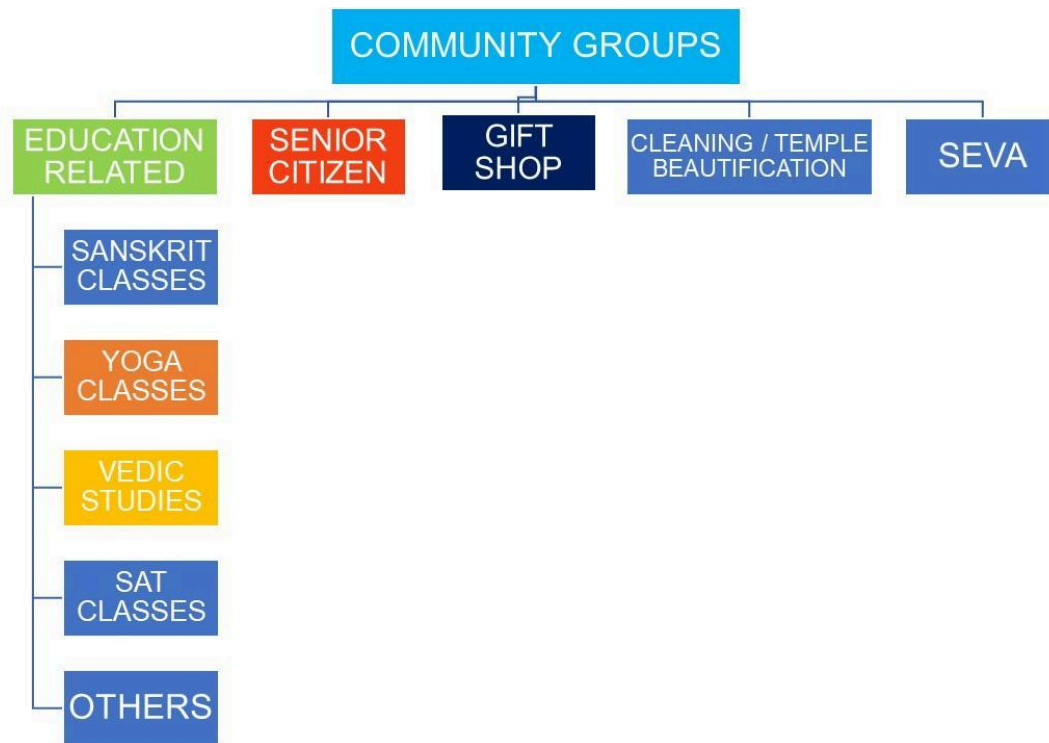 COMMUNITY GROUPS
EDUCATION
RELATED
SENIOR
CITIZEN
GIFT
SHOP
CLEANING / TEMPLE
BEAUTIFICATION
SEVA
SANSKRIT
CLASSES
YOGA
CLASSES
VEDIC
STUDIES
SAT
CLASSES
OTHERS